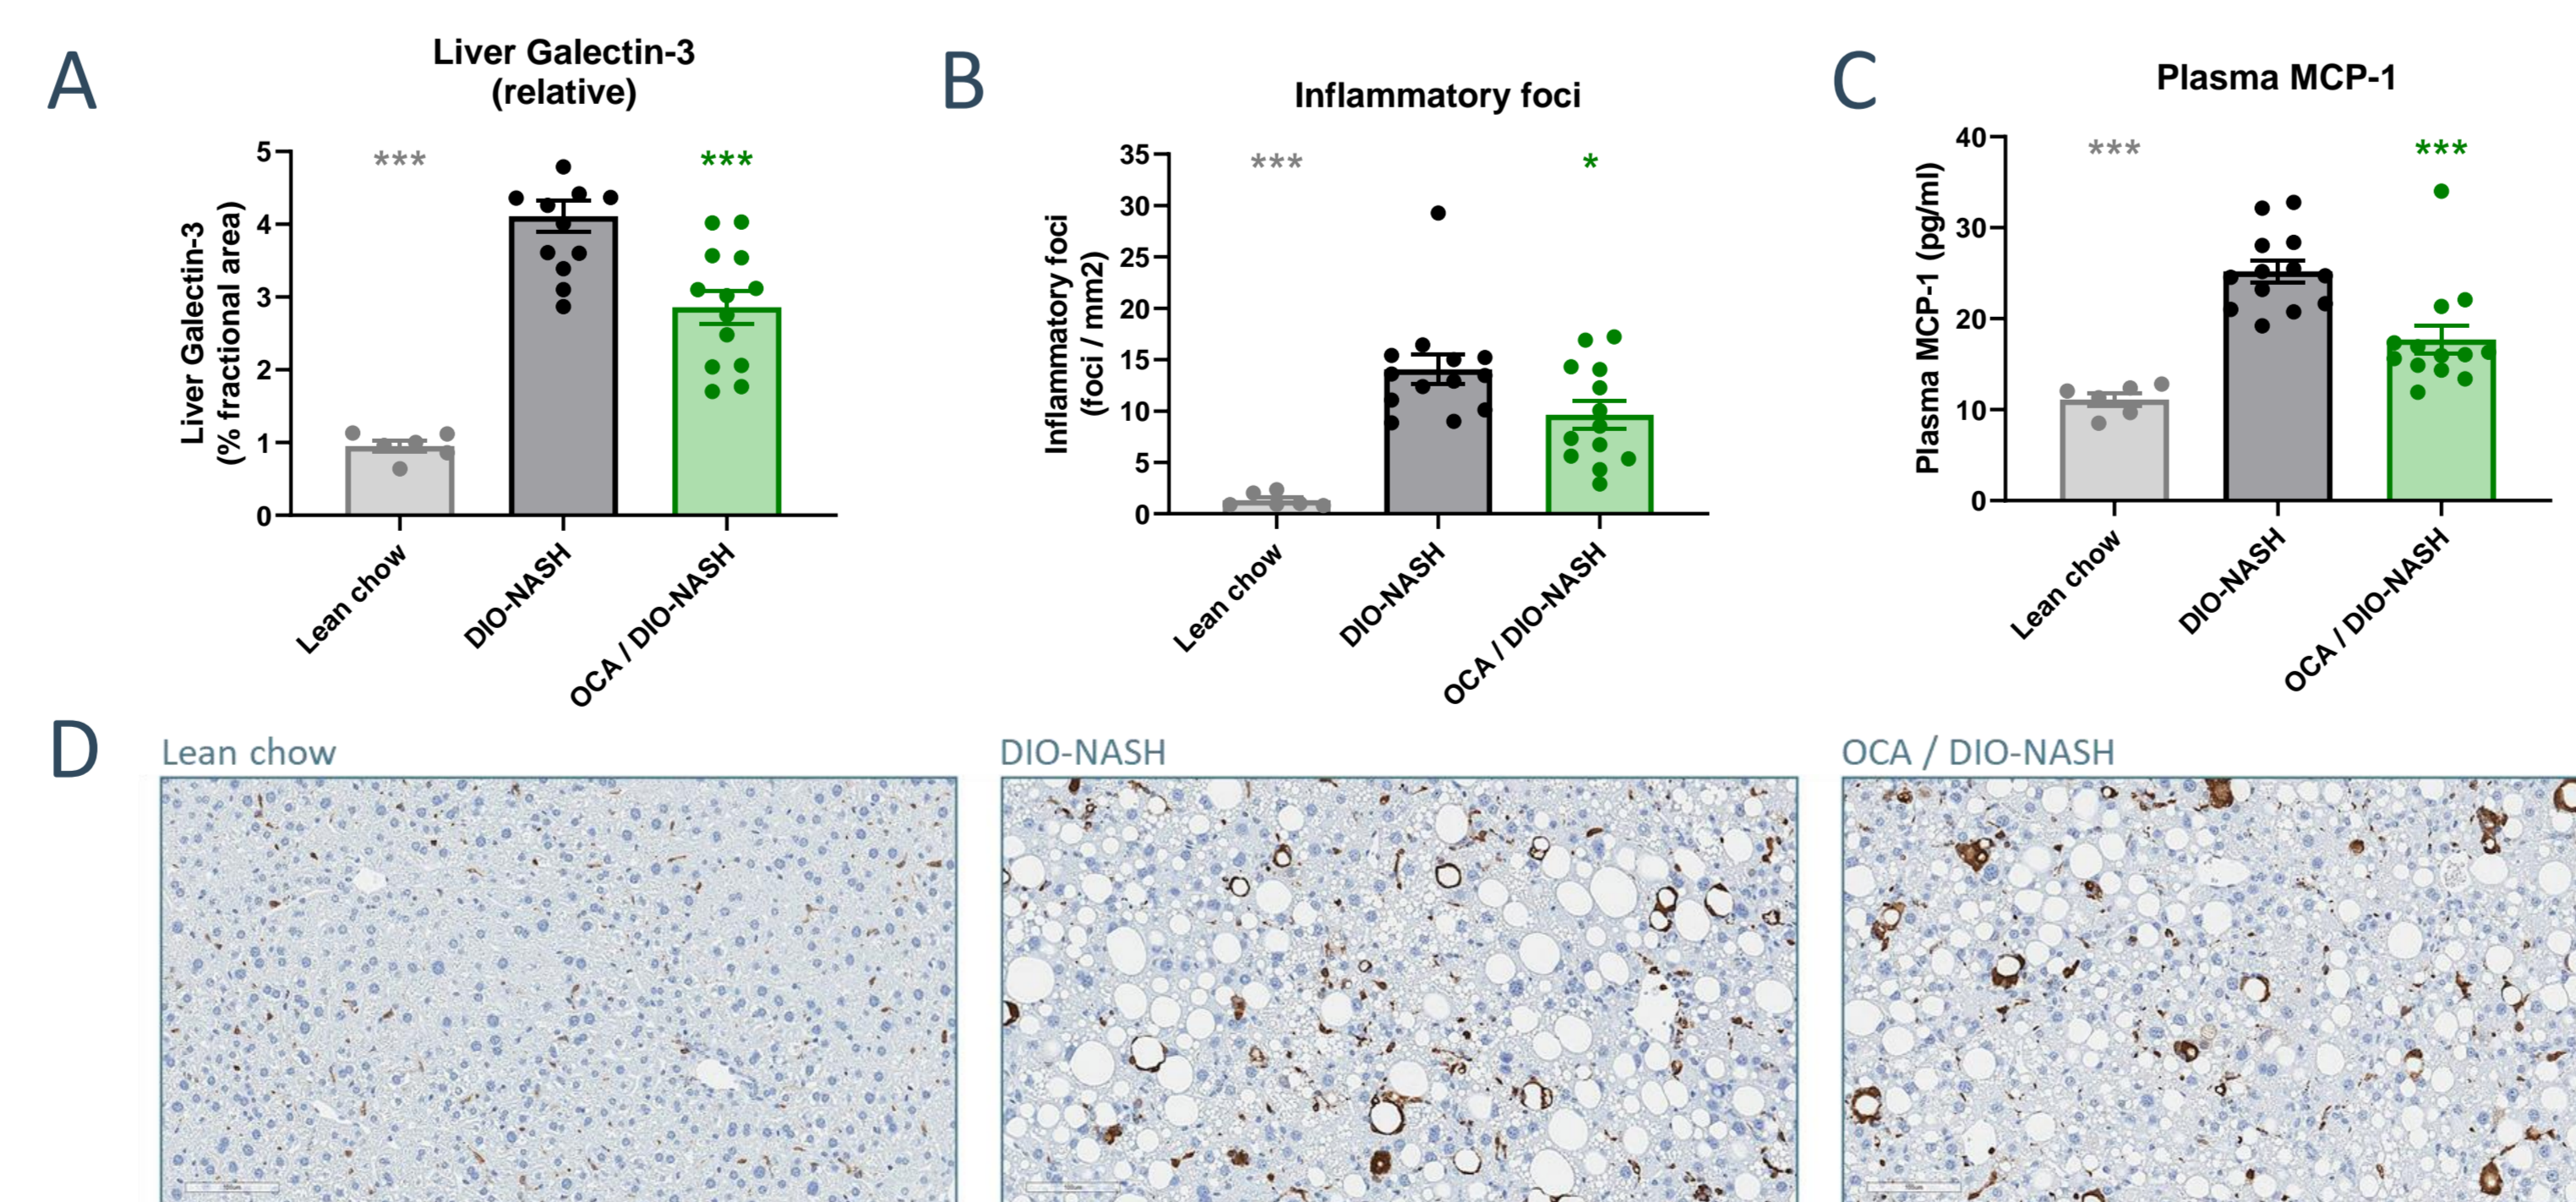 A
Liver Galectin-3
(relative)
Liver Galectin-3
(% fractional area)
5
4
3
2
1
0
***
***
Lean chow
DIO-NASH
OCA / DIO-NASH
B
Inflammatory foci
Inflammatory foci
(foci / mm2)
35
30
25
20
15
10
5
0
***
*
Lean chow
DIO-NASH
OCA / DIO-NASH
C
Plasma MCP-1
Plasma MCP-1 (pg/ml)
40
30
20
10
0
***
***
Lean chow
DIO-NASH
OCA / DIO-NASH
D
Lean chow
DIO-NASH
OCA / DIO-NASH